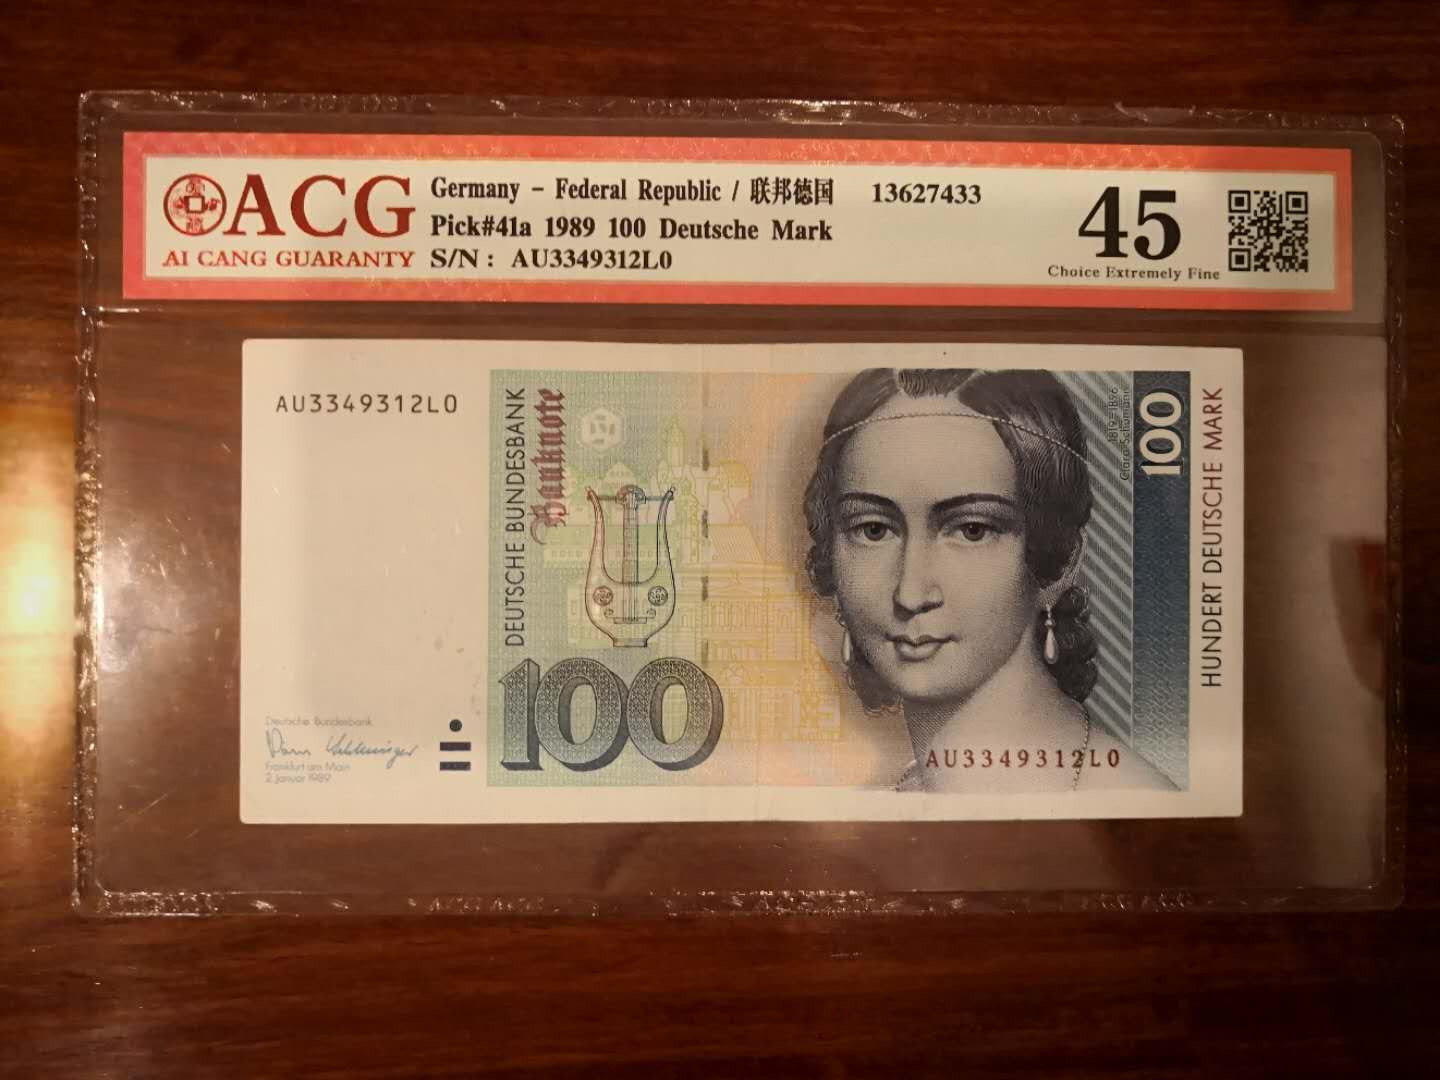 ACG
AI CANG GUARANTY
Germany - Federal Republic / 联邦德国 13627433
Pick#41a 1989 100 Deutsche Mark
S/N : AU3349312L0
45
Choice Extremely Fine
AU3349312L0
DEUTSCHE BUNDESBANK
Banknote
1819-1896
Clara Schumann
100
HUNDERT DEUTSCHE MARK
Deutsche Bundesbank
Frankfurt am Main
2. Januar 1989
100
AU3349312L0